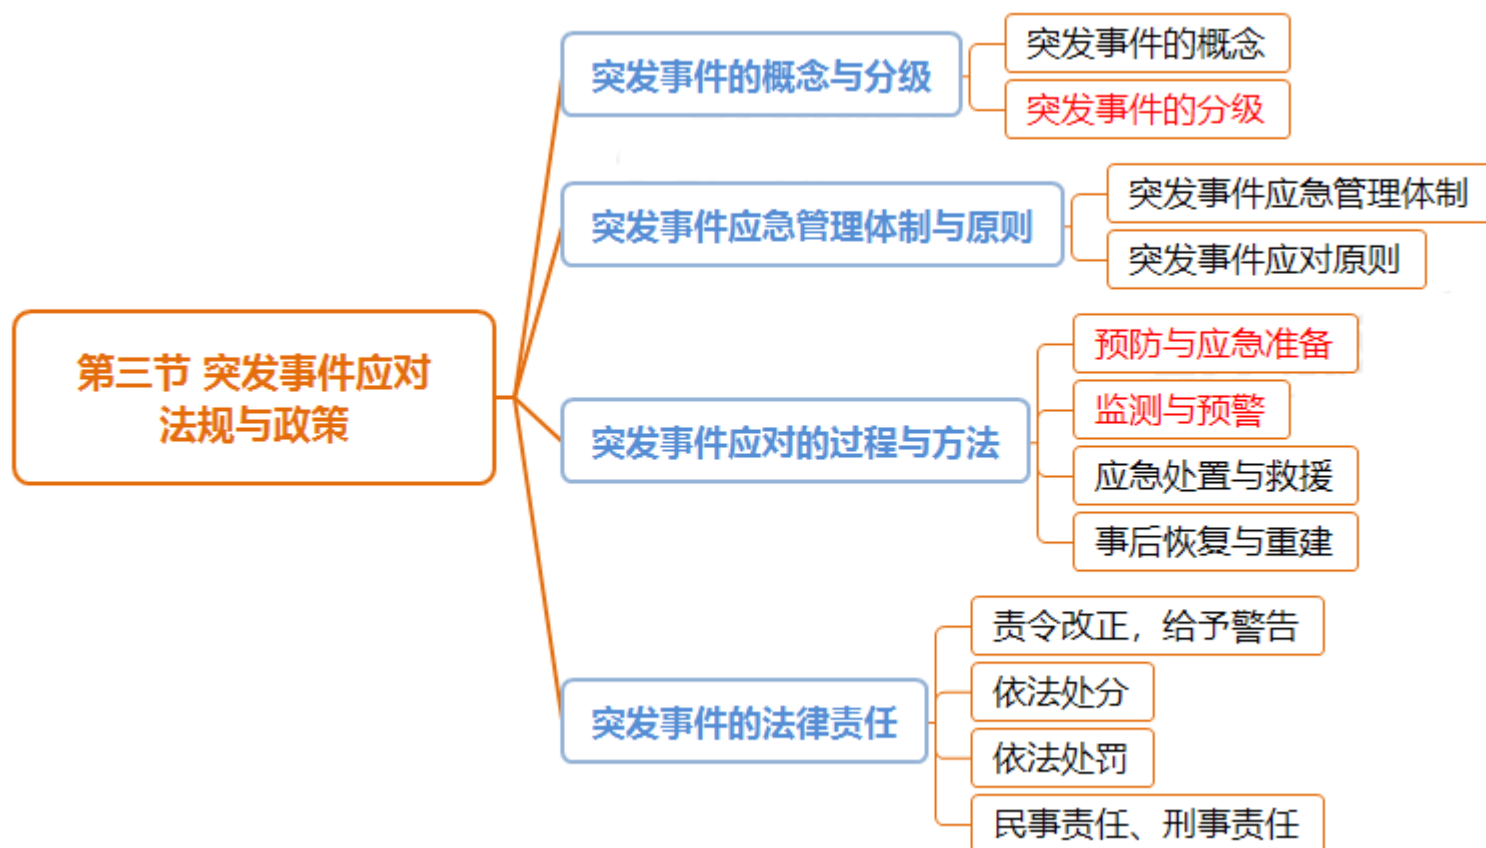 第三节 突发事件应对
法规与政策
突发事件的概念与分级
突发事件的概念
突发事件的分级
突发事件应急管理体制与原则
突发事件应急管理体制
突发事件应对原则
突发事件应对的过程与方法
预防与应急准备
监测与预警
应急处置与救援
事后恢复与重建
突发事件的法律责任
责令改正，给予警告
依法处分
依法处罚
民事责任、刑事责任